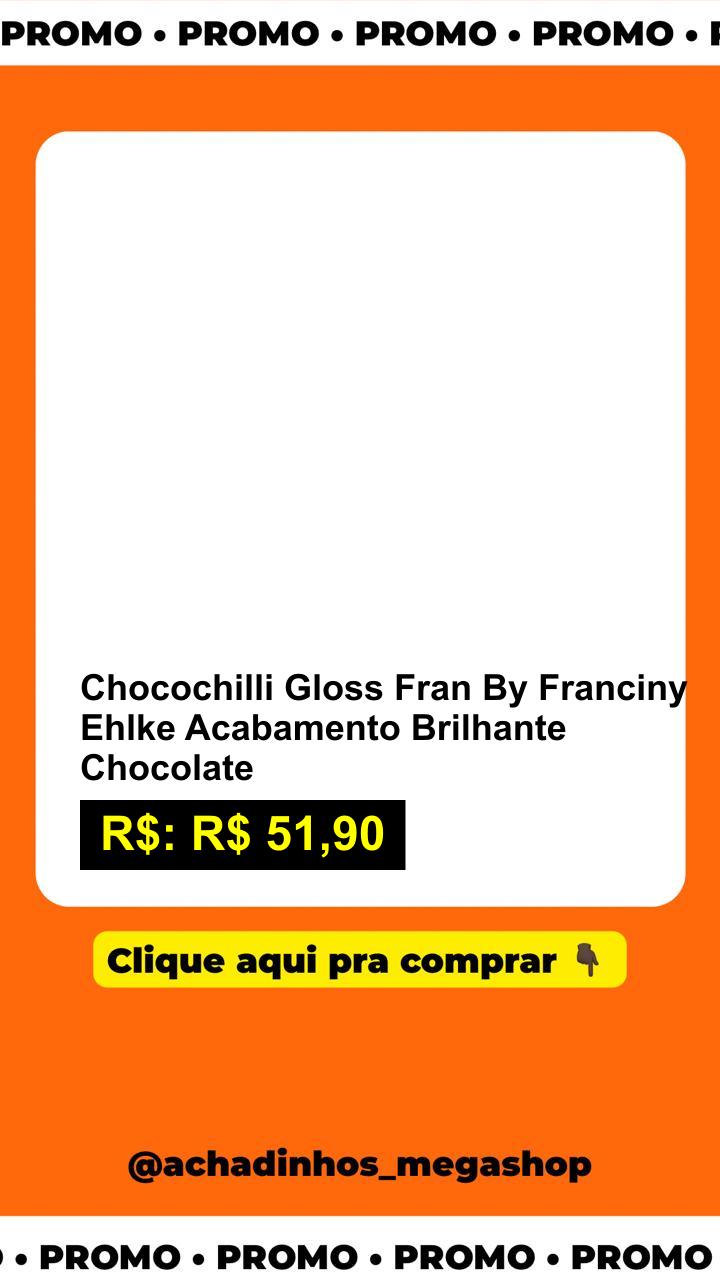 PROMO • PROMO • PROMO • PROMO •
Chocochilli Gloss Fran By Franciny
Ehlke Acabamento Brilhante
Chocolate
R$: R$ 51,90
Clique aqui pra comprar 👇🏿
@achadinhos_megashop
• PROMO • PROMO • PROMO • PROMO